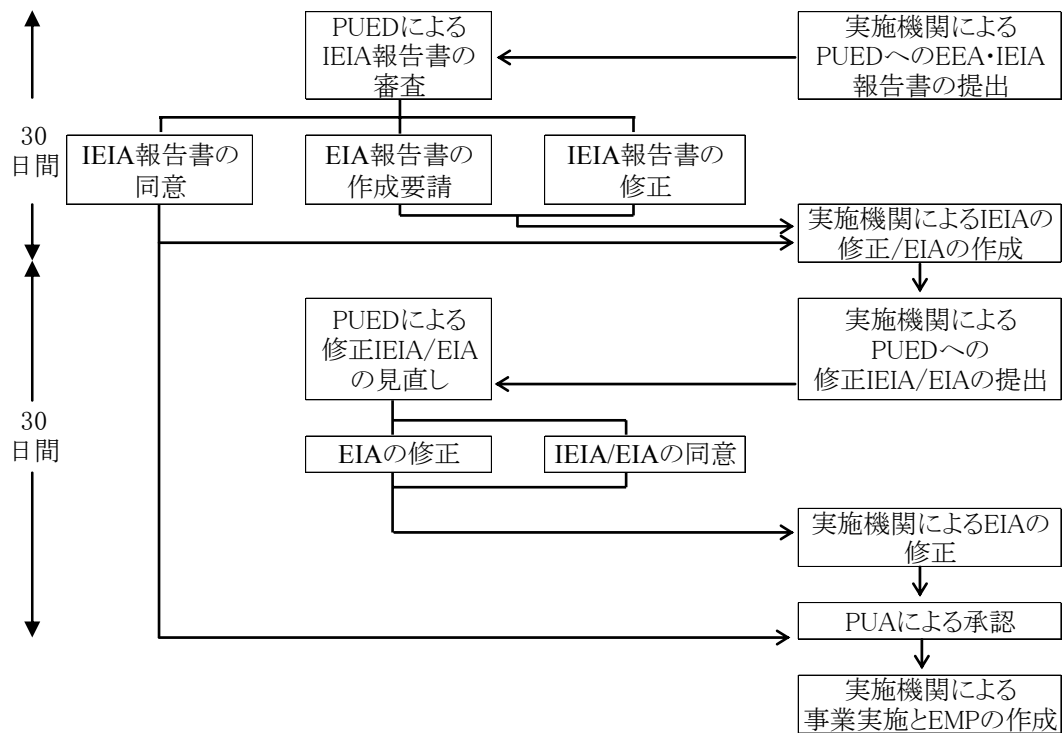 PUEDによる
IEIA報告書の
審査
実施機関による
PUEDへのEEA・IEIA
報告書の提出
30
日間
IEIA報告書の
同意
EIA報告書の
作成要請
IEIA報告書の
修正
実施機関によるIEIAの
修正/EIAの作成
PUEDによる
修正IEIA/EIA
の見直し
実施機関による
PUEDへの
修正IEIA/EIAの提出
30
日間
EIAの修正
IEIA/EIAの同意
実施機関によるEIAの
修正
PUAによる承認
実施機関による
事業実施とEMPの作成